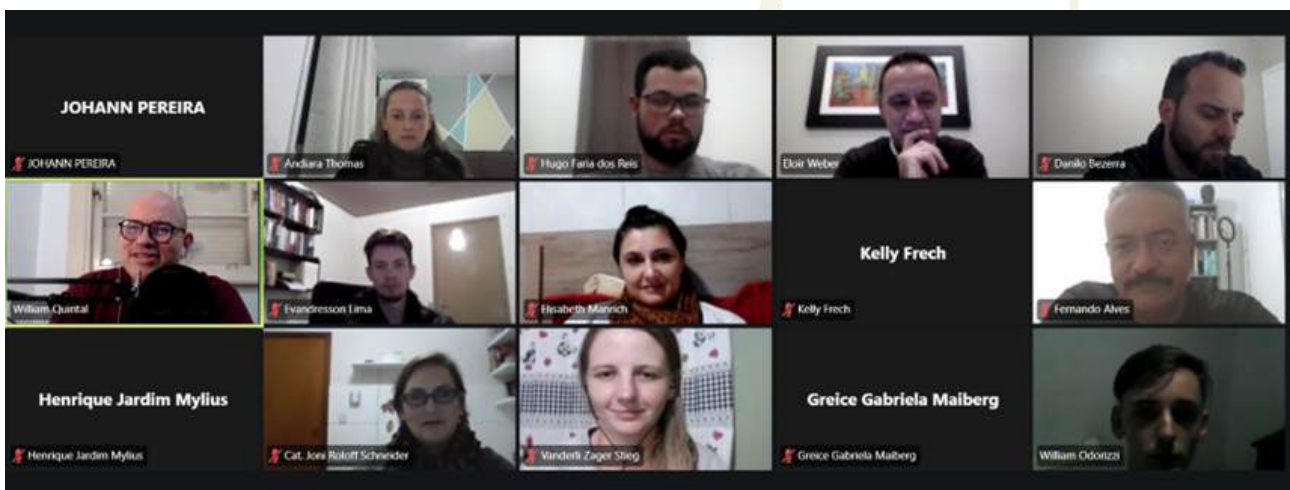 JOHANN PEREIRA
JOHANN PEREIRA
Andiara Thomas
Hugo Faria dos Reis
Eloir Weber
Danilo Bezerra
William Quintal
Evandresson Lima
Elisabeth Mannich
Kelly Frech
Kelly Frech
Fernando Alves
Henrique Jardim Mylius
Henrique Jardim Mylius
Cat. Joni Roloff Schneider
Vanderli Zager Stieg
Greice Gabriela Maiberg
Greice Gabriela Maiberg
William Odorizzi